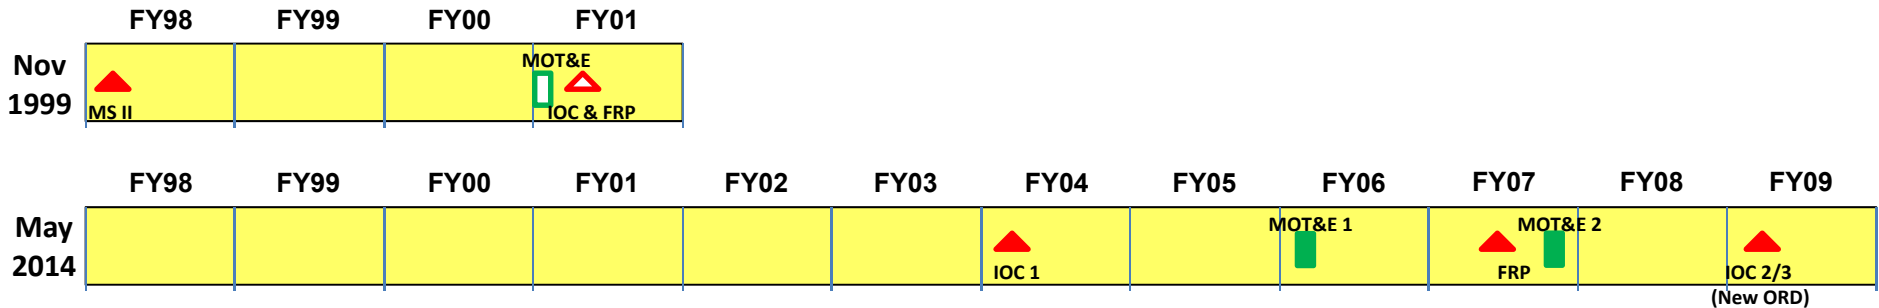 FY98 FY99 FY00 FY01
Nov
1999
MOT&E
MS II
IOC & FRP
FY98 FY99 FY00 FY01 FY02 FY03 FY04 FY05 FY06 FY07 FY08 FY09
May
2014
MOT&E 1
MOT&E 2
IOC 1
FRP
IOC 2/3
(New ORD)